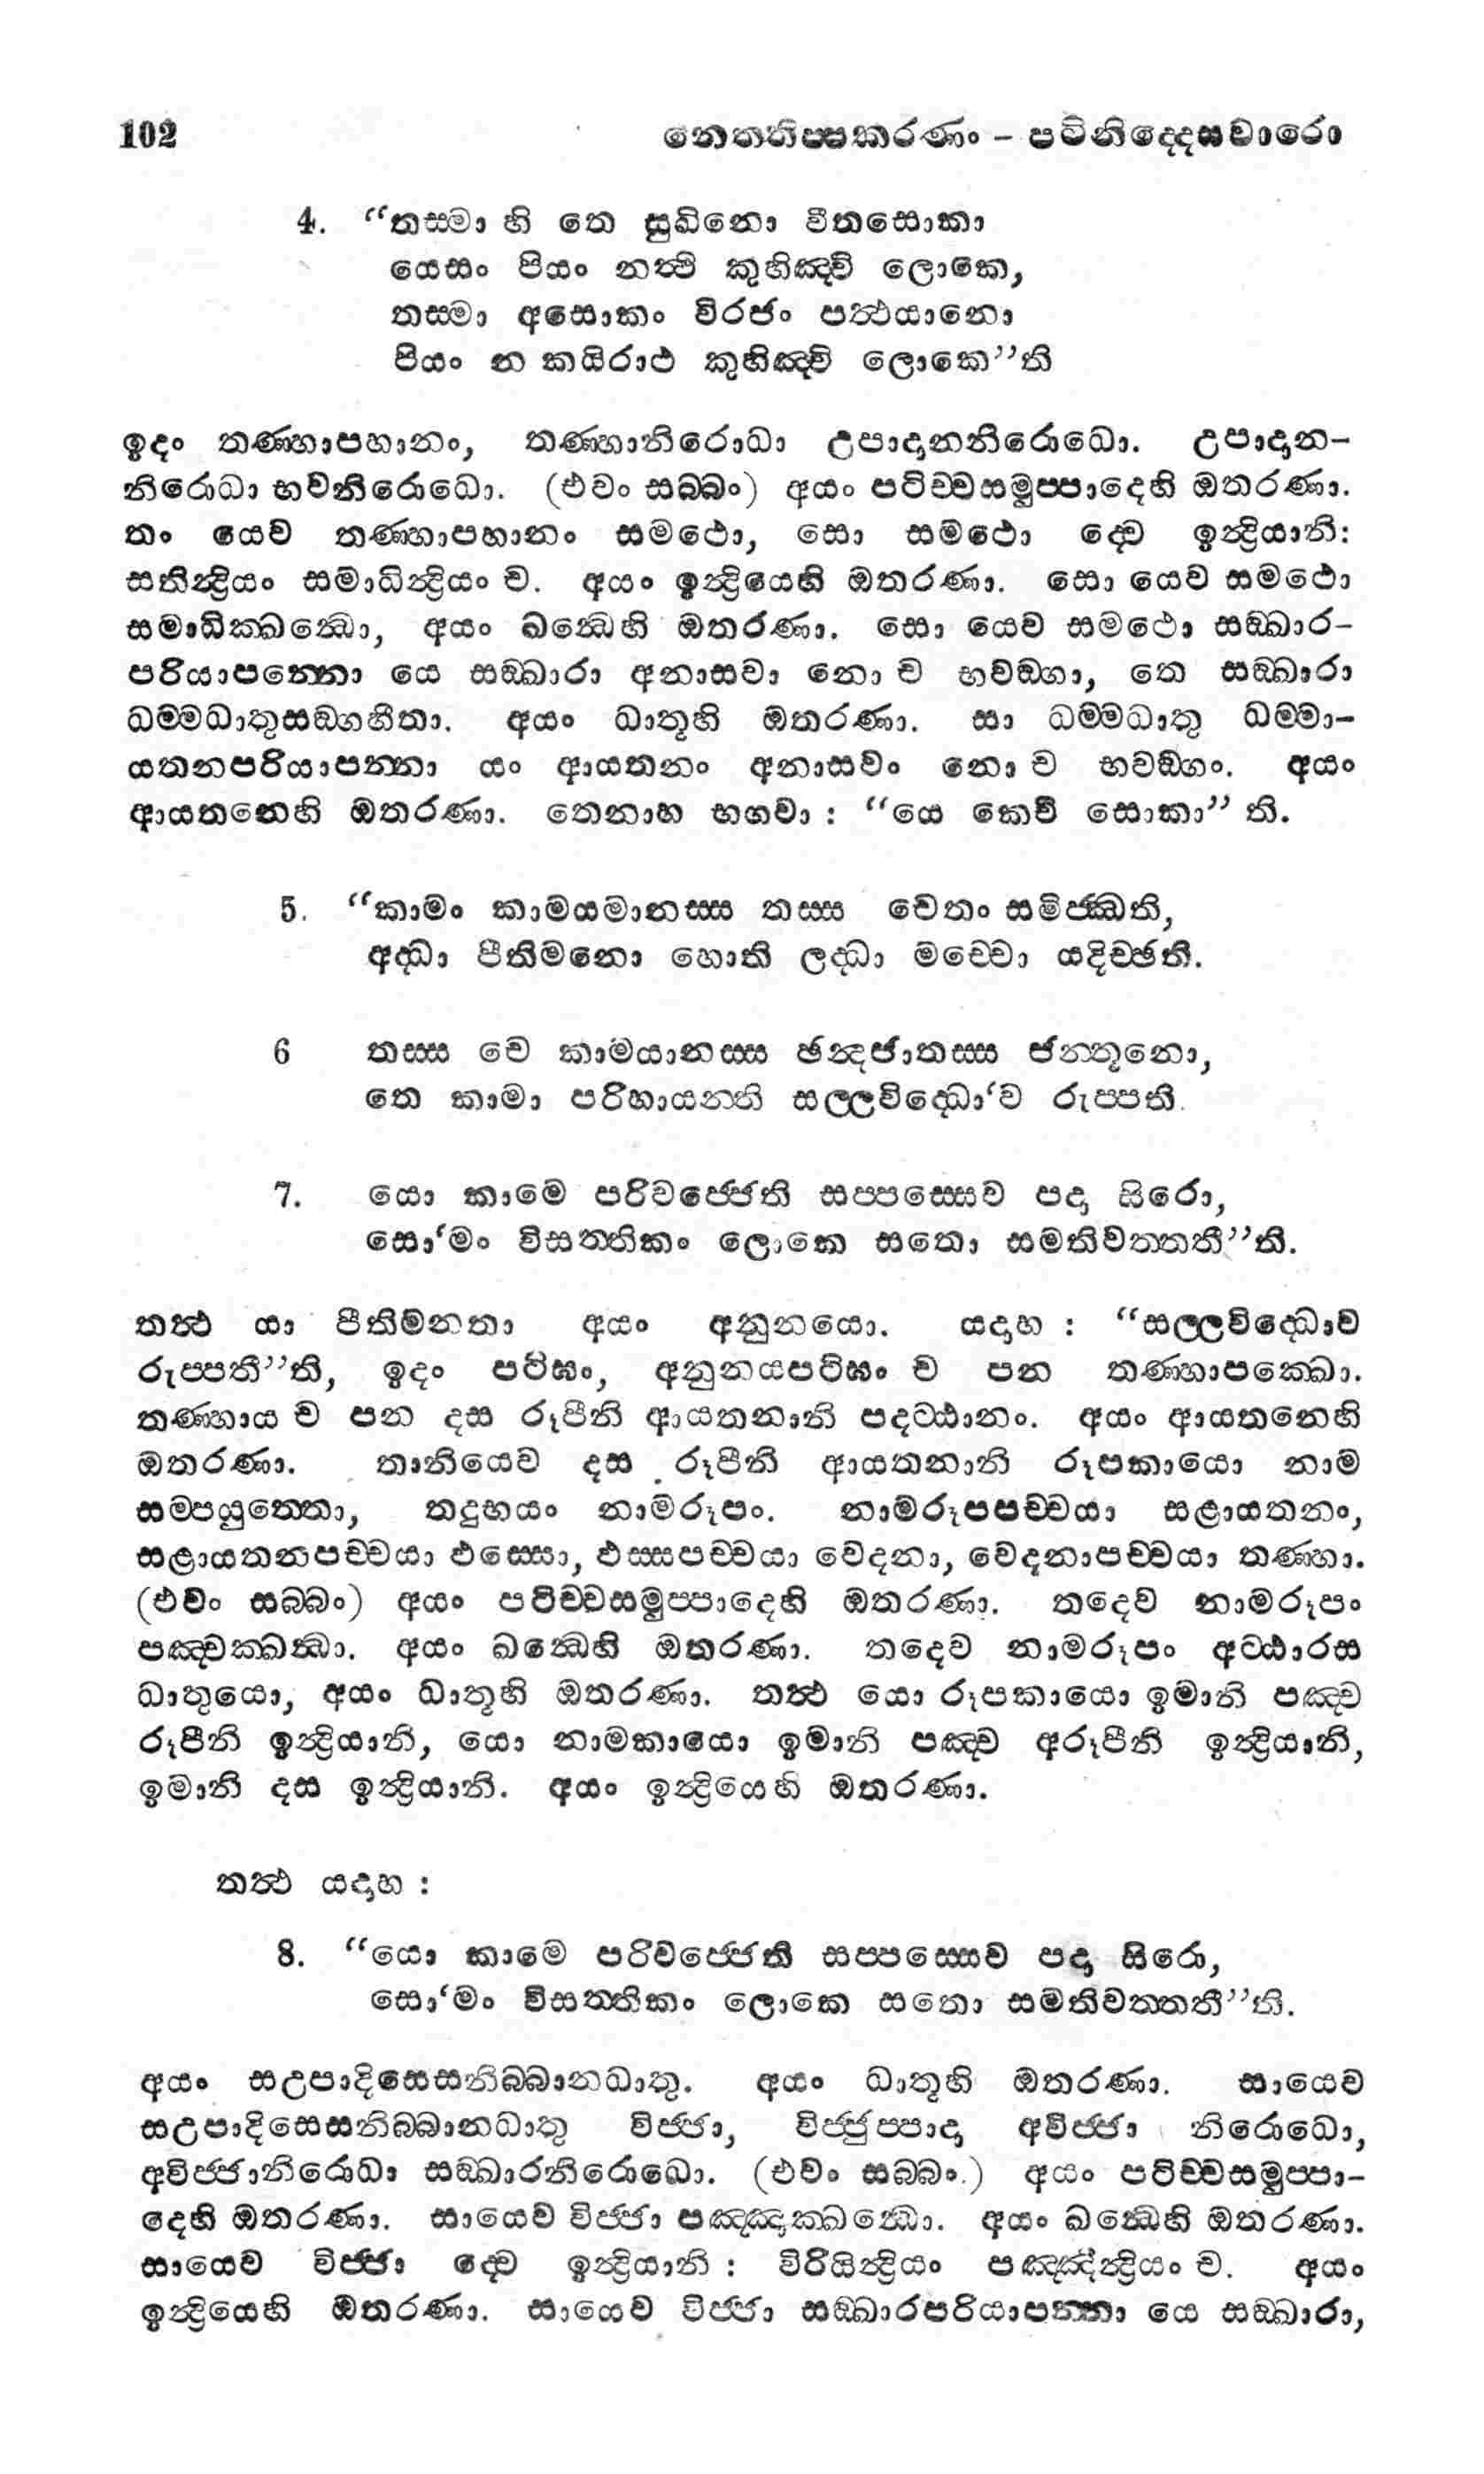 102 නෙත්තිප්පකරණං – පටිනිද්දෙසවාරො
4. “තස්මා හි තෙ සුඛිනො වීතසොකා
යෙසං පියං නත්ථි කුහිඤ්චි ලොකෙ,
තස්මා අසොකං විරජං පත්ථයානො
පියං න කයිරාථ කුහිඤ්චි ලොකෙ”ති
ඉදං තණ්හාපහානං, තණ්හානිරොධා උපාදානනිරොධො. උපාදාන-
නිරොධා භවනිරොධො. (එවං සබ්බං) අයං පටිච්චසමුප්පාදෙහි ඔතරණා.
තං යෙව තණ්හාපහානං සමථො, සො සමථො ද්වෙ ඉන්ද්‍රියානි:
සතින්ද්‍රියං සමාධින්ද්‍රියං ච. අයං ඉන්ද්‍රියෙහි ඔතරණා. සො යෙව සමථො
සමාධික්ඛන්ධො, අයං ඛන්ධෙහි ඔතරණා. සො යෙව සමථො සඞ්ඛාර-
පරියාපන්නො යෙ සඞ්ඛාරා අනාසවා නො ච භවඞ්ගා, තෙ සඞ්ඛාරා
ධම්මධාතුසඞ්ගහීතා. අයං ධාතූහි ඔතරණා. සා ධම්මධාතු ධම්මා-
යතනපරියාපන්නා යං ආයතනං අනාසවං නො ච භවඞ්ගං. අයං
ආයතනෙහි ඔතරණා. තෙනාහ භගවා : “යෙ කෙචි සොකා” ති.
5. “කාමං කාමයමානස්ස තස්ස චෙතං සමිජ්ඣති,
අද්ධා පීතිමනො හොති ලද්ධා මච්චො යදිච්ඡති.
6 තස්ස චෙ කාමයානස්ස ඡන්දජාතස්ස ජන්තුනො,
තෙ කාමා පරිහායන්ති සල්ලවිද්ධො‘ව රුප්පති.
7. යො කාමෙ පරිවජ්ජෙති සප්පස්සෙව පදා සිරො,
සො‘මං විසත්තිකං ලොකෙ සතො සමතිවත්තතී”ති.
තත්ථ යා පීතිමනතා අයං අනුනයො. යදාහ : “සල්ලවිද්ධොව
රුප්පතී”ති, ඉදං පටිඝං, අනුනයපටිඝං ච පන තණ්හාපක්ඛො.
තණ්හාය ච පන දස රූපීනි ආයතනානි පදට්ඨානං. අයං ආයතනෙහි
ඔතරණා. තානියෙව දස රූපීනි ආයතනානි රූපකායො නාම
සම්පයුත්තො, තදුභයං නාමරූපං. නාමරූපපච්චයා සළායතනං,
සළායතනපච්චයා ඵස්සො, ඵස්සපච්චයා වෙදනා, වෙදනාපච්චයා තණ්හා.
(එවං සබ්බං) අයං පටිච්චසමුප්පාදෙහි ඔතරණා. තදෙව නාමරූපං
පඤ්චක්ඛන්ධා. අයං ඛන්ධෙහි ඔතරණා. තදෙව නාමරූපං අට්ඨාරස
ධාතුයො, අයං ධාතූහි ඔතරණා. තත්ථ යො රූපකායො ඉමානි පඤ්ච
රූපීනි ඉන්ද්‍රියානි, යො නාමකායො ඉමානි පඤ්ච අරූපීනි ඉන්ද්‍රියානි,
ඉමානි දස ඉන්ද්‍රියානි. අයං ඉන්ද්‍රියෙහි ඔතරණා.
තත්ථ යදාහ :
8. “යො කාමෙ පරිවජ්ජෙති සප්පස්සෙව පදා සිරො,
සො‘මං විසත්තිකං ලොකෙ සතො සමතිවත්තතී”ති.
අයං සඋපාදිසෙසනිබ්බානධාතු. අයං ධාතූහි ඔතරණා. සායෙව
සඋපාදිසෙසනිබ්බානධාතු විජ්ජා, විජ්ජුප්පාදා අවිජ්ජා නිරොධො,
අවිජ්ජානිරොධා සඞ්ඛාරනිරොධො. (එවං සබ්බං.) අයං පටිච්චසමුප්පා-
දෙහි ඔතරණා. සායෙව විජ්ජා පඤ්ඤාක්ඛන්ධො. අයං ඛන්ධෙහි ඔතරණා.
සායෙව විජ්ජා ද්වෙ ඉන්ද්‍රියානි : විරියින්ද්‍රියං පඤ්ඤින්ද්‍රියං ච. අයං
ඉන්ද්‍රියෙහි ඔතරණා. සායෙව විජ්ජා සඞ්ඛාරපරියාපන්නා යෙ සඞ්ඛාරා,